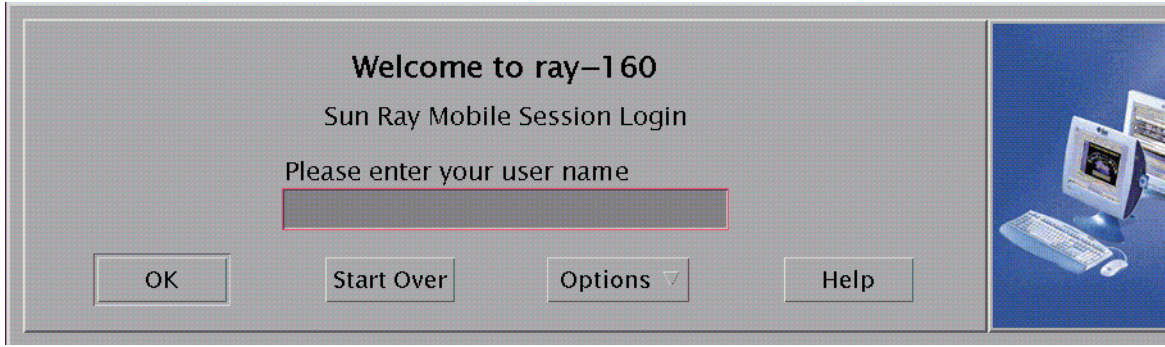 Welcome to ray–160
Sun Ray Mobile Session Login
Please enter your user name
OK Start Over Options Help